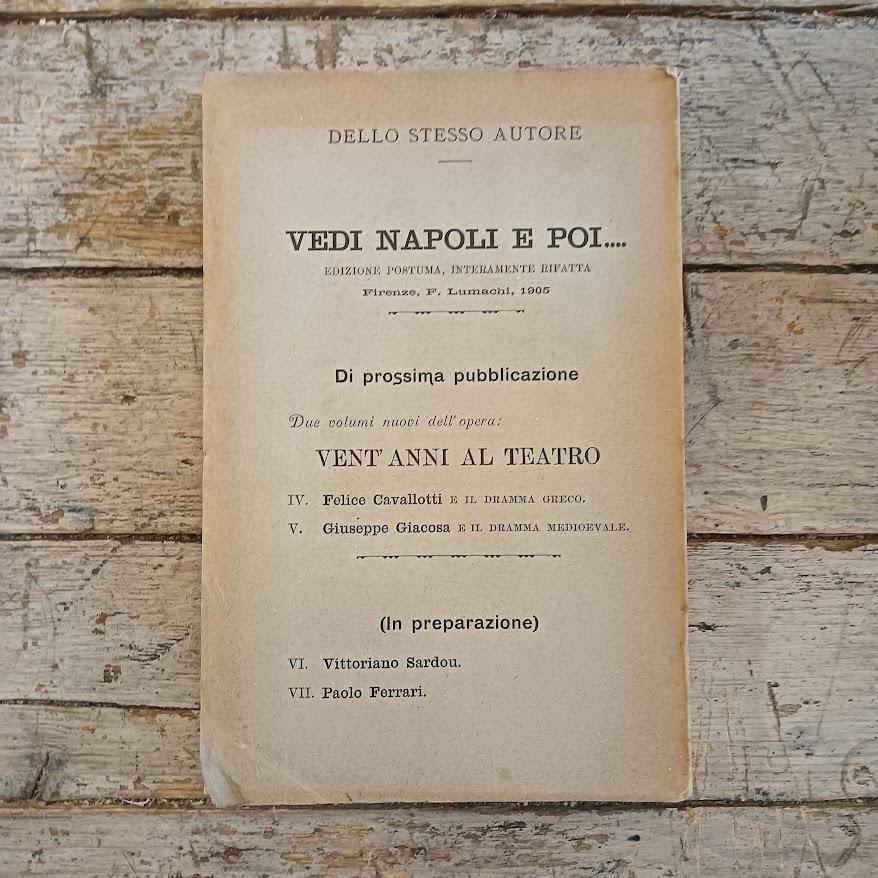 DELLO STESSO AUTORE
VEDI NAPOLI E POI....
EDIZIONE POSTUMA, INTERAMENTE RIFATTA
Firenze, F. Lumachi, 1905
Di prossima pubblicazione
Due volumi nuovi dell'opera:
VENT'ANNI AL TEATRO
IV. Felice Cavallotti E IL DRAMMA GRECO.
V. Giuseppe Giacosa E IL DRAMMA MEDIOEVALE.
(In preparazione)
VI. Vittoriano Sardou.
VII. Paolo Ferrari.